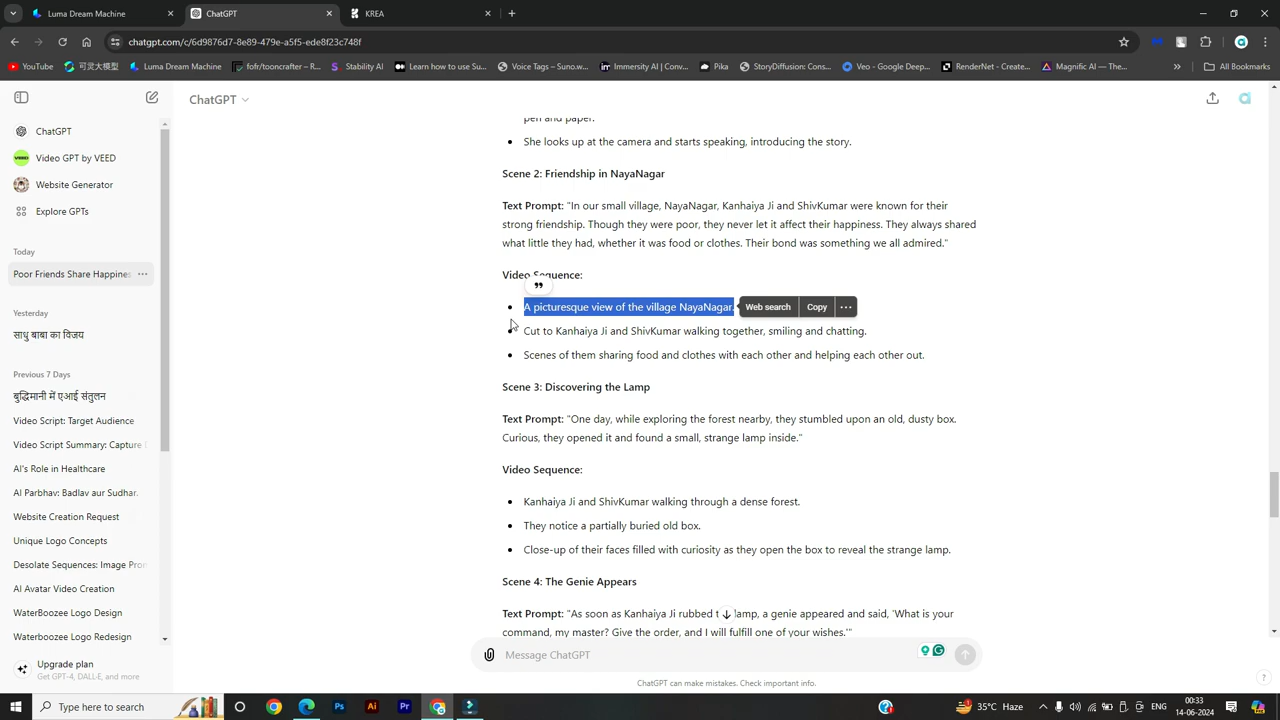 Luma Dream Machine
ChatGPT
KREA
chatgpt.com/c/6d9876d7-8e89-479e-a5f5-ede8f23c748f
YouTube
可灵大模型
Luma Dream Machine
fofr/tooncrafter – R...
Stability AI
Learn how to use Su...
Voice Tags – Suno.w...
Immersity AI | Conv...
Pika
StoryDiffusion: Cons...
Veo - Google Deep...
RenderNet - Create...
Magnific AI — The...
All Bookmarks
ChatGPT
ChatGPT
Video GPT by VEED
Website Generator
Explore GPTs
Today
Poor Friends Share Happines
Yesterday
साधु बाबा का विजय
Previous 7 Days
बुद्धिमानी में एआई संतुलन
Video Script: Target Audience
Video Script Summary: Capture
AI's Role in Healthcare
AI Parbhav: Badlav aur Sudhar.
Website Creation Request
Unique Logo Concepts
Desolate Sequences: Image Pro
AI Avatar Video Creation
WaterBoozee Logo Design
Waterboozee Logo Redesign
Upgrade plan
Get GPT-4, DALL·E, and more
pen and paper.
• She looks up at the camera and starts speaking, introducing the story.
Scene 2: Friendship in NayaNagar
Text Prompt: "In our small village, NayaNagar, Kanhaiya Ji and ShivKumar were known for their
strong friendship. Though they were poor, they never let it affect their happiness. They always shared
what little they had, whether it was food or clothes. Their bond was something we all admired."
Video Sequence:
• A picturesque view of the village NayaNagar.
Web search
Copy
• Cut to Kanhaiya Ji and ShivKumar walking together, smiling and chatting.
• Scenes of them sharing food and clothes with each other and helping each other out.
Scene 3: Discovering the Lamp
Text Prompt: "One day, while exploring the forest nearby, they stumbled upon an old, dusty box.
Curious, they opened it and found a small, strange lamp inside."
Video Sequence:
• Kanhaiya Ji and ShivKumar walking through a dense forest.
• They notice a partially buried old box.
• Close-up of their faces filled with curiosity as they open the box to reveal the strange lamp.
Scene 4: The Genie Appears
Text Prompt: "As soon as Kanhaiya Ji rubbed t lamp, a genie appeared and said, 'What is your
command, my master? Give the order, and I will fulfill one of your wishes.'"
Message ChatGPT
ChatGPT can make mistakes. Check important info.
Type here to search
35°C Haze
ENG
00:33
14-06-2024